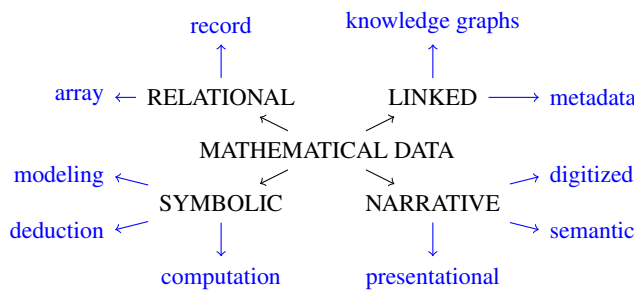 record
knowledge graphs
array
RELATIONAL
LINKED
metadata
MATHEMATICAL DATA
modeling
digitized
SYMBOLIC
NARRATIVE
deduction
semantic
computation
presentational